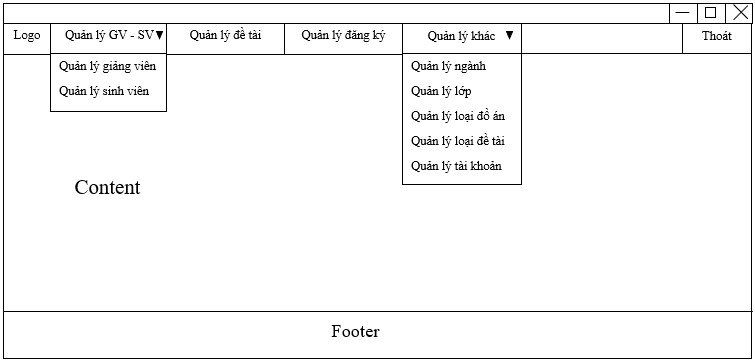 Logo
Quản lý GV - SV
Quản lý đề tài
Quản lý đăng ký
Quản lý khác
Thoát
Quản lý giảng viên
Quản lý sinh viên
Quản lý ngành
Quản lý lớp
Quản lý loại đồ án
Quản lý loại đề tài
Quản lý tài khoản
Content
Footer